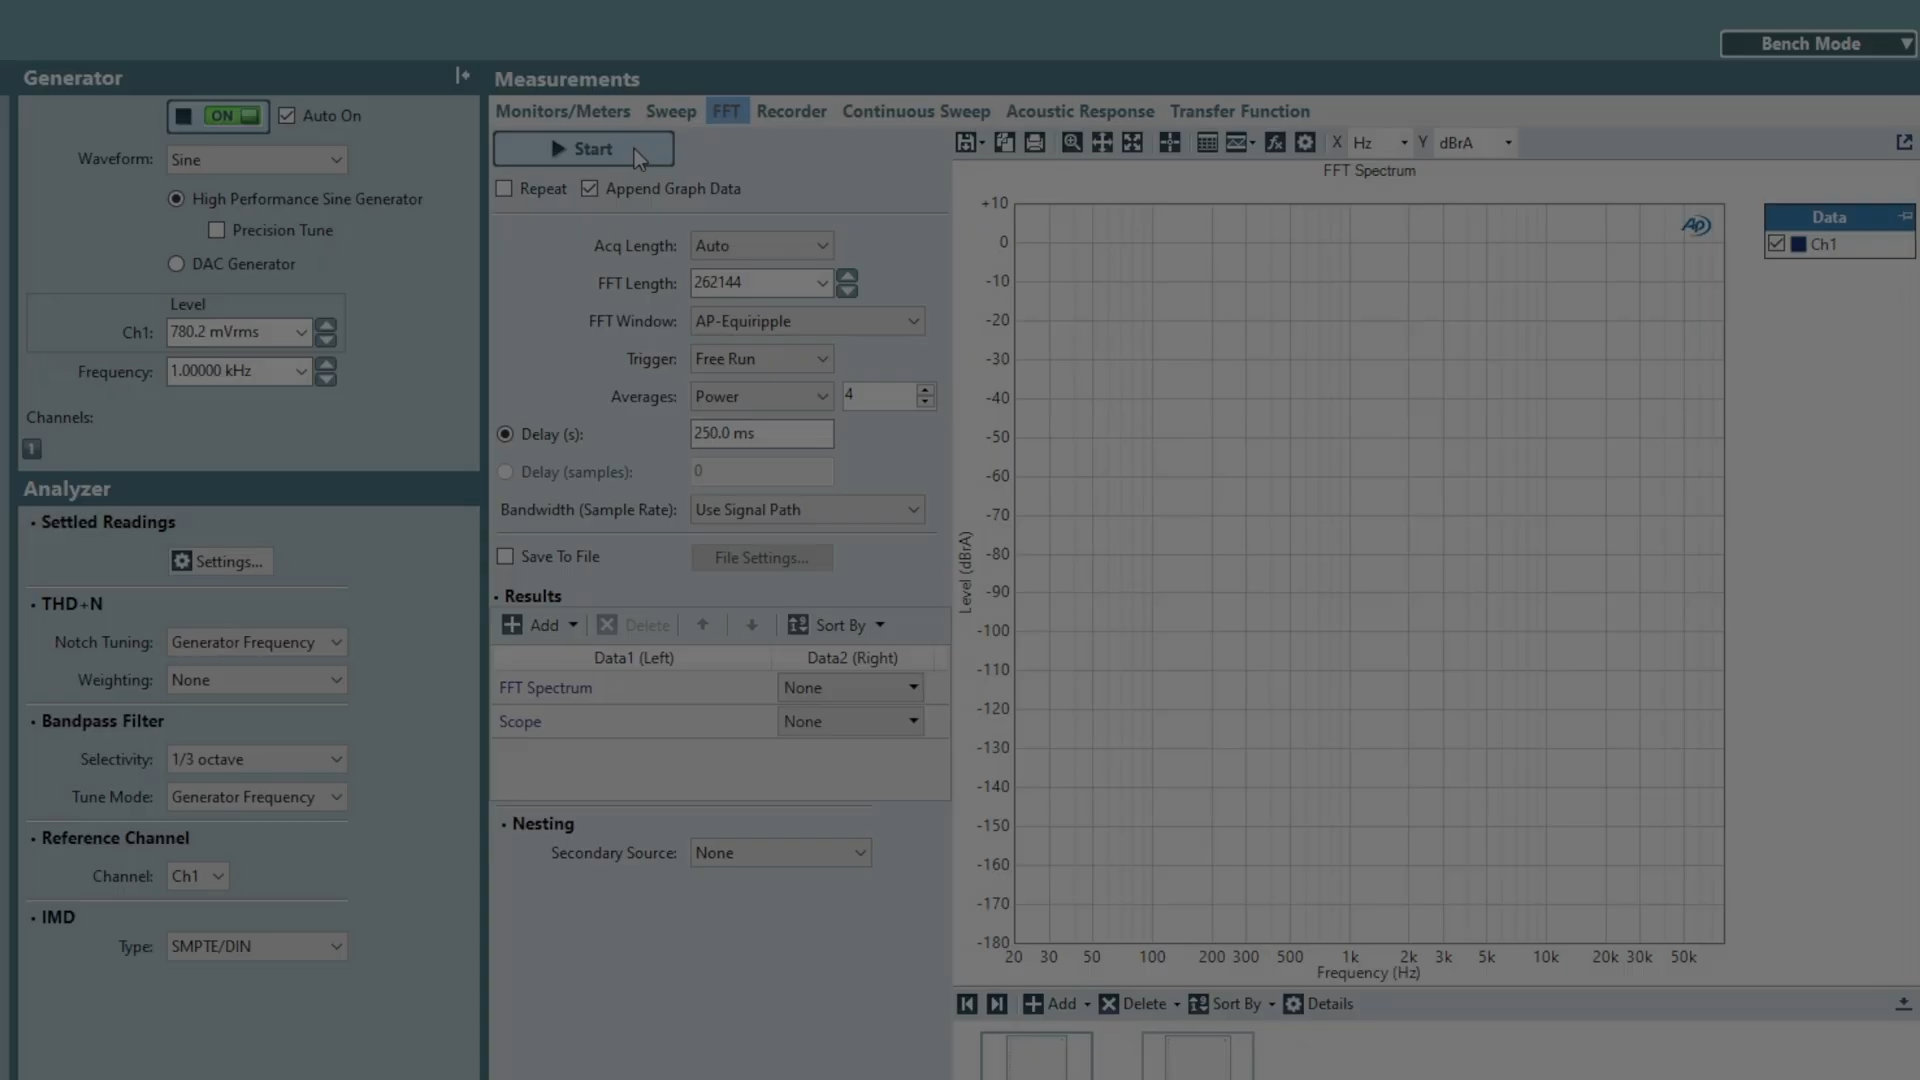 Bench Mode
Generator
ON
Auto On
Waveform: Sine
High Performance Sine Generator
Precision Tune
DAC Generator
Level
Ch1: 780.2 mVrms
Frequency: 1.00000 kHz
Channels:
1
Analyzer
Settled Readings
Settings...
THD+N
Notch Tuning: Generator Frequency
Weighting: None
Bandpass Filter
Selectivity: 1/3 octave
Tune Mode: Generator Frequency
Reference Channel
Channel: Ch1
IMD
Type: SMPTE/DIN
Measurements
Monitors/Meters Sweep FFT Recorder Continuous Sweep Acoustic Response Transfer Function
Start
Repeat Append Graph Data
Acq Length: Auto
FFT Length: 262144
FFT Window: AP-Equiripple
Trigger: Free Run
Averages: Power 4
Delay (s): 250.0 ms
Delay (samples): 0
Bandwidth (Sample Rate): Use Signal Path
Save To File File Settings...
Results
Add Delete Sort By
Data1 (Left) Data2 (Right)
FFT Spectrum None
Scope None
Nesting
Secondary Source: None
X Hz Y dBrA
FFT Spectrum
AP
+10
0
-10
-20
-30
-40
-50
-60
-70
-80
-90
-100
-110
-120
-130
-140
-150
-160
-170
-180
Level (dBrA)
20 30 50 100 200 300 500 1k 2k 3k 5k 10k 20k 30k 50k
Frequency (Hz)
Data
Ch1
Add Delete Sort By Details